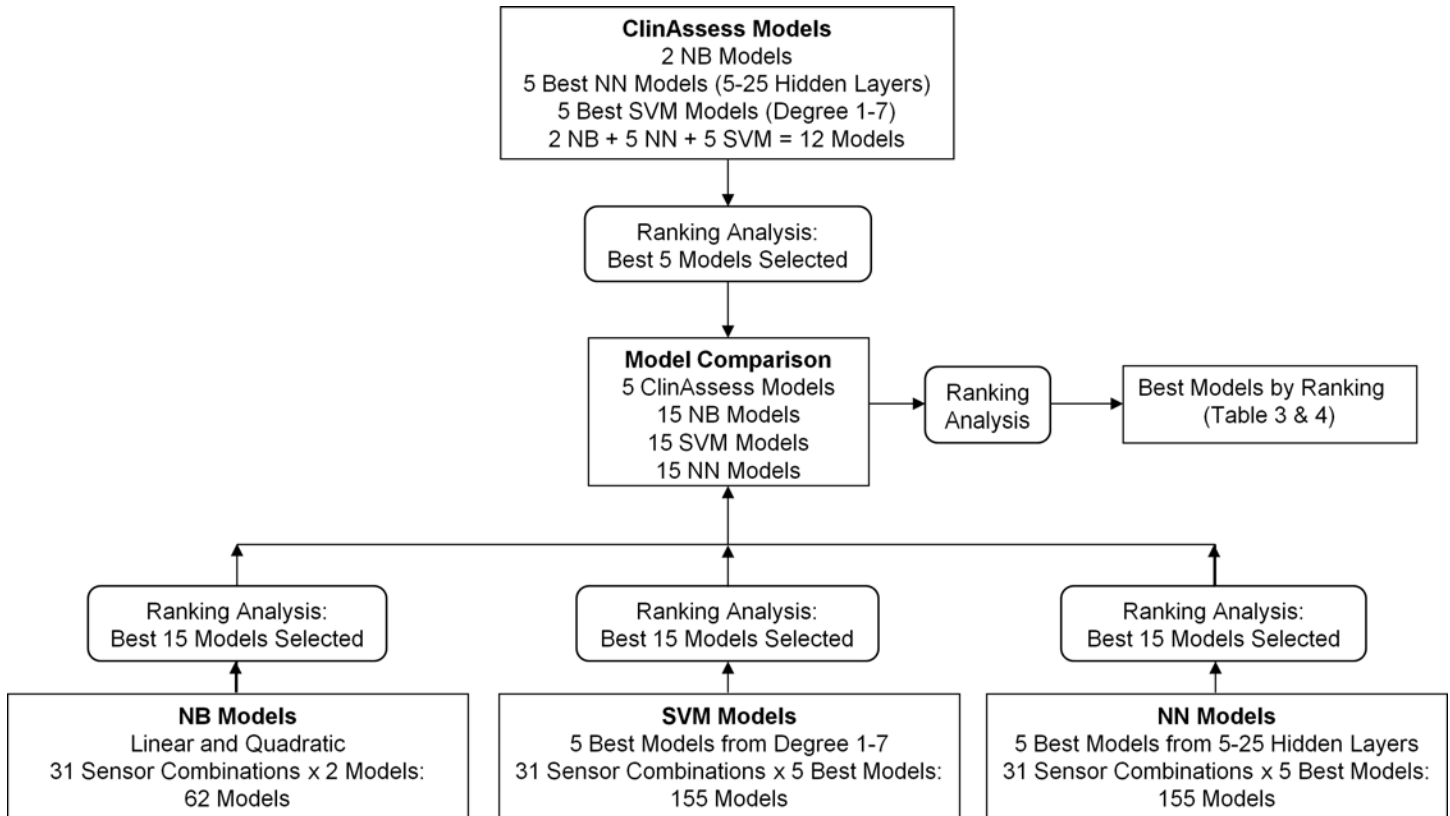 ClinAssess Models
2 NB Models
5 Best NN Models (5-25 Hidden Layers)
5 Best SVM Models (Degree 1-7)
2 NB + 5 NN + 5 SVM = 12 Models
Ranking Analysis:
Best 5 Models Selected
Model Comparison
5 ClinAssess Models
15 NB Models
15 SVM Models
15 NN Models
Ranking
Analysis
Best Models by Ranking
(Table 3 & 4)
Ranking Analysis:
Best 15 Models Selected
Ranking Analysis:
Best 15 Models Selected
Ranking Analysis:
Best 15 Models Selected
NB Models
Linear and Quadratic
31 Sensor Combinations x 2 Models:
62 Models
SVM Models
5 Best Models from Degree 1-7
31 Sensor Combinations x 5 Best Models:
155 Models
NN Models
5 Best Models from 5-25 Hidden Layers
31 Sensor Combinations x 5 Best Models:
155 Models